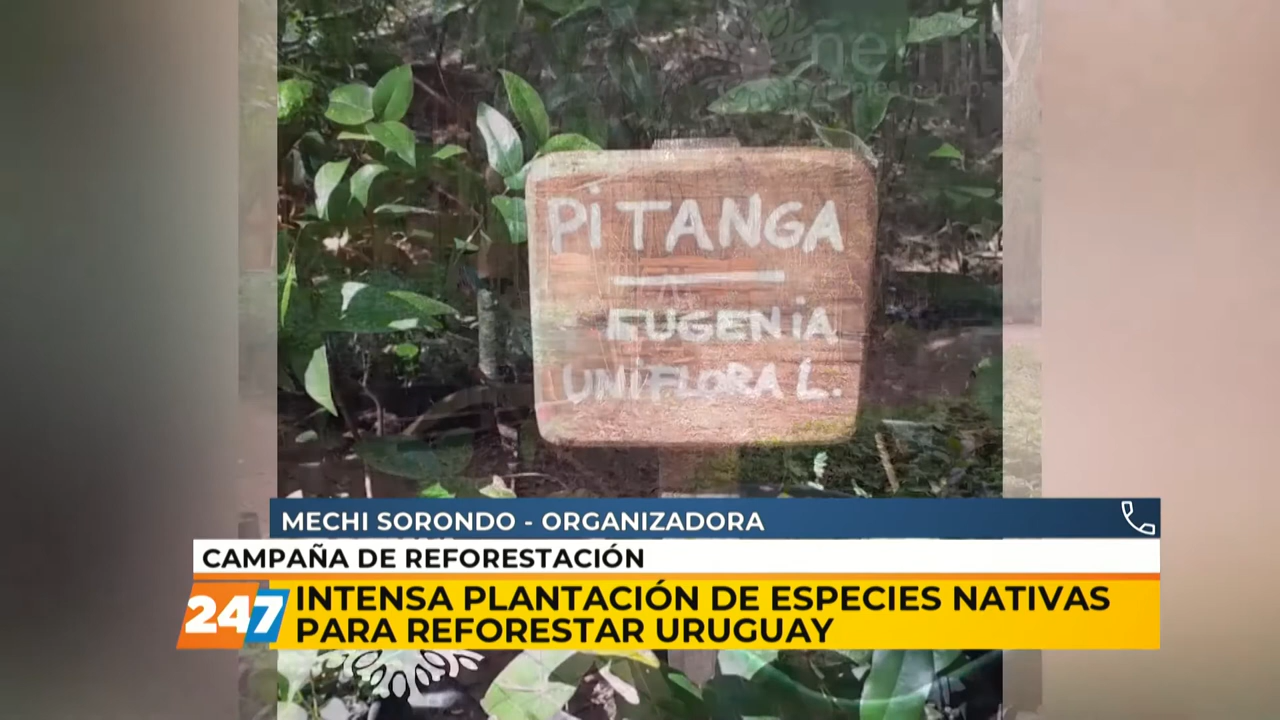 PiTANGA
EUGENiA
UNiFLORA L.
MECHI SORONDO - ORGANIZADORA
CAMPAÑA DE REFORESTACIÓN
247
INTENSA PLANTACIÓN DE ESPECIES NATIVAS
PARA REFORESTAR URUGUAY